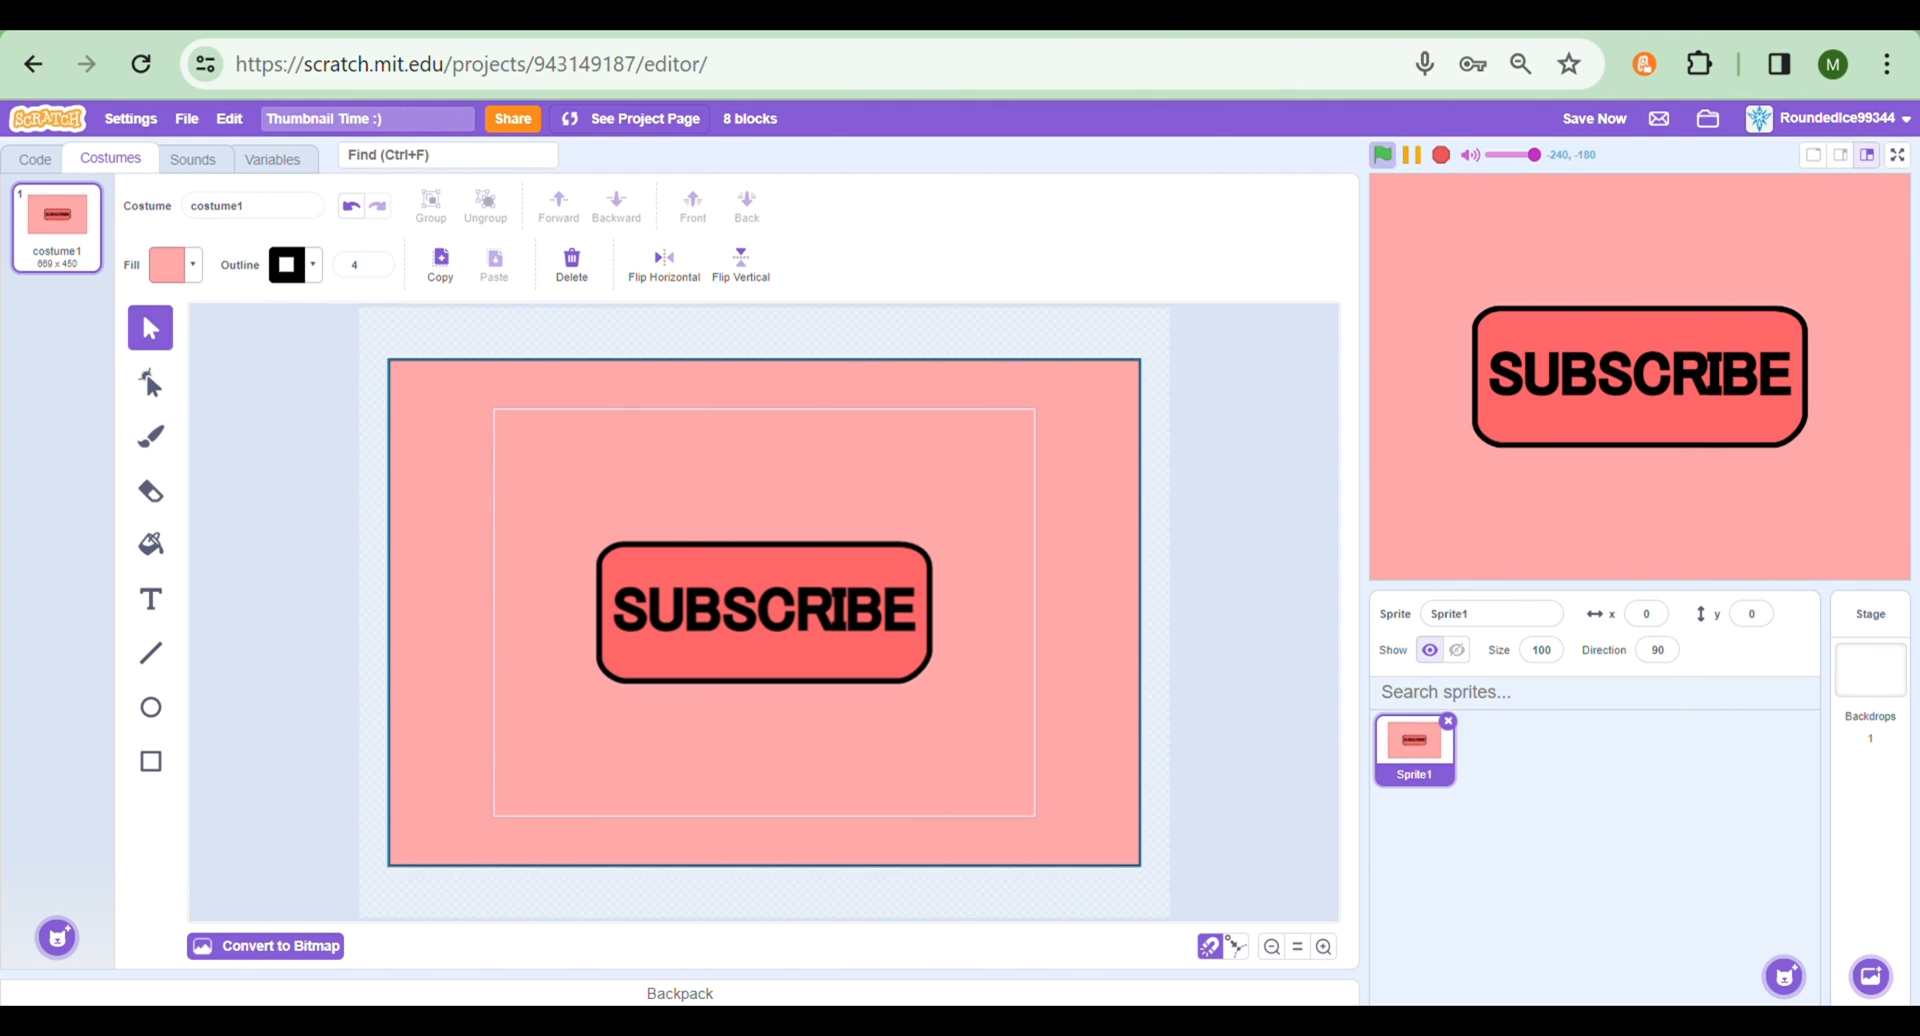 https://scratch.mit.edu/projects/943149187/editor/
M
SCRATCH Settings File Edit Thumbnail Time :) Share See Project Page 8 blocks Save Now RoundedIce99344
Code Costumes Sounds Variables Find (Ctrl+F) -240, -180
1
costume1
669 x 450
Costume costume1 Group Ungroup Forward Backward Front Back
Fill Outline 4 Copy Paste Delete Flip Horizontal Flip Vertical
SUBSCRIBE
SUBSCRIBE
Convert to Bitmap
Backpack
Sprite Sprite1 x 0 y 0
Show Size 100 Direction 90
Search sprites...
Sprite1
Stage
Backdrops
1